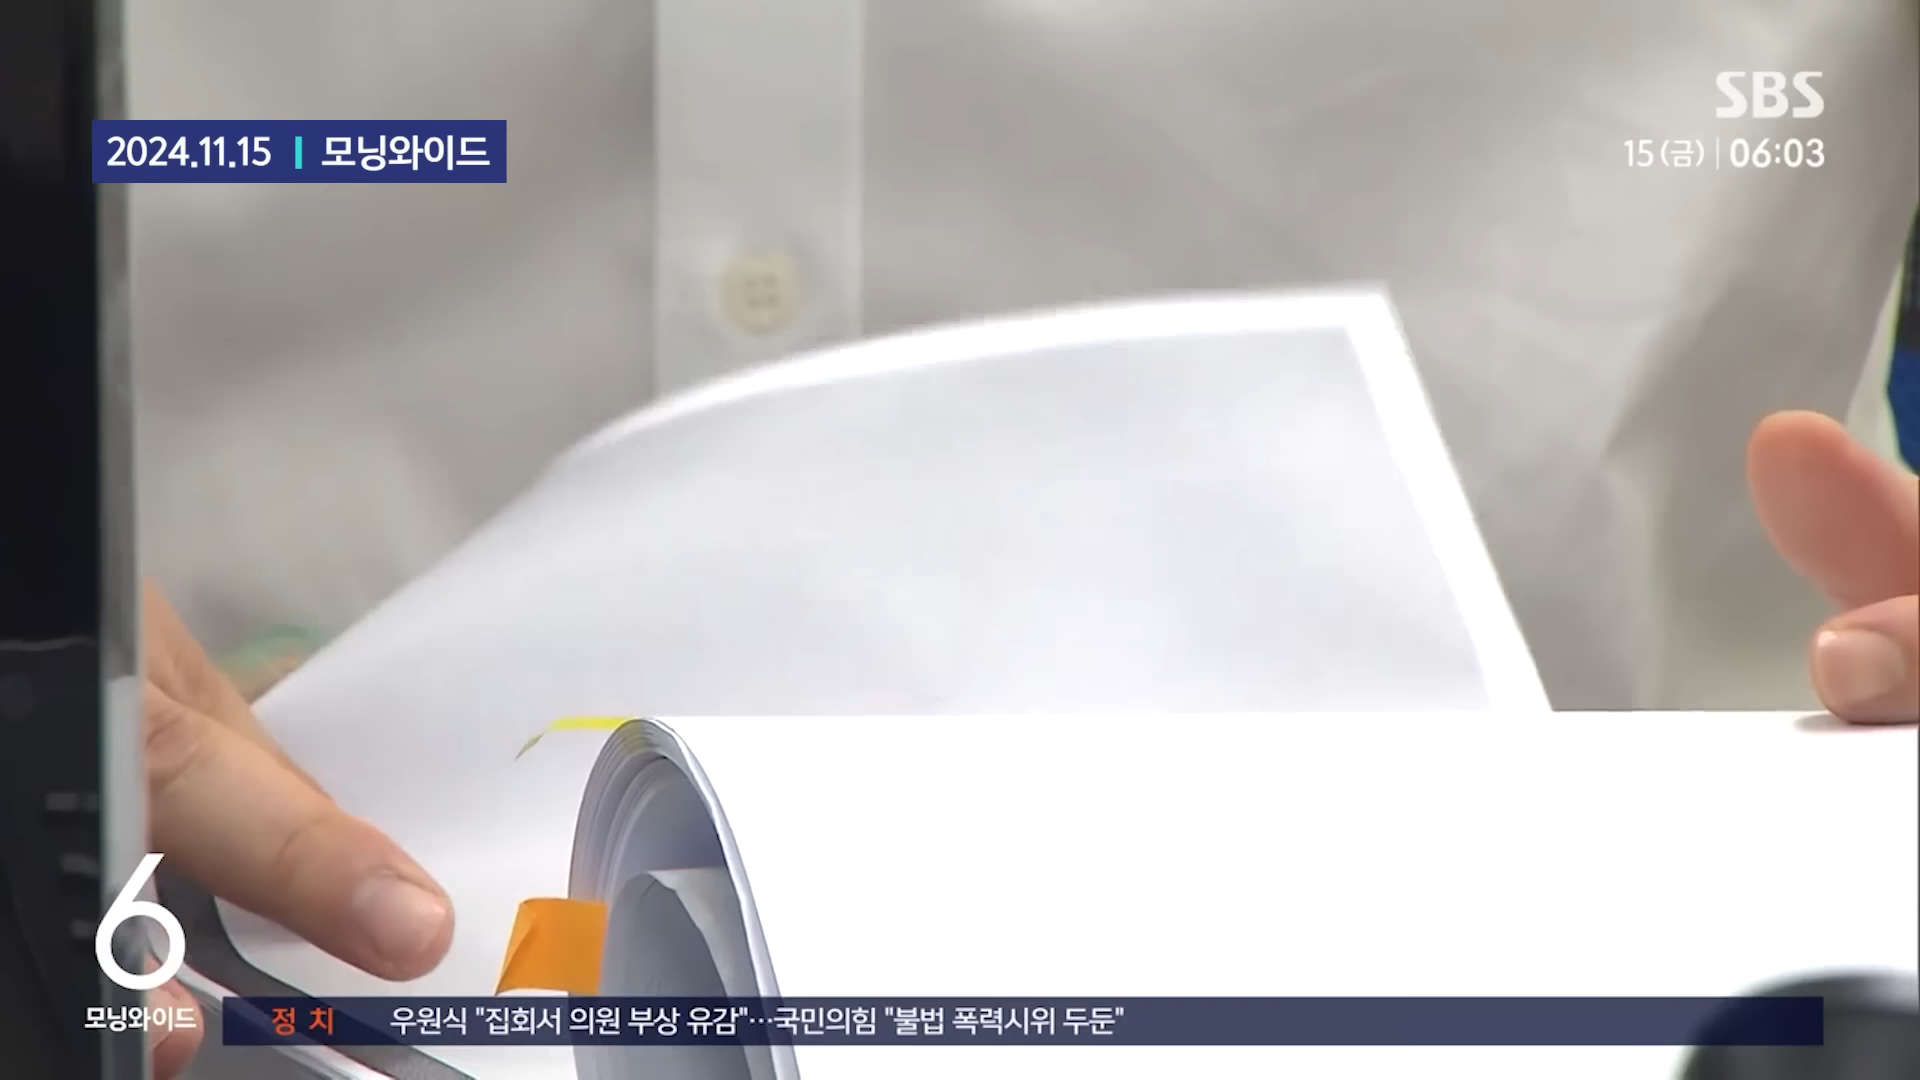 SBS
2024.11.15 | 모닝와이드
15(금) | 06:03
6
모닝와이드
정치 우원식 "집회서 의원 부상 유감"…국민의힘 "불법 폭력시위 두둔"